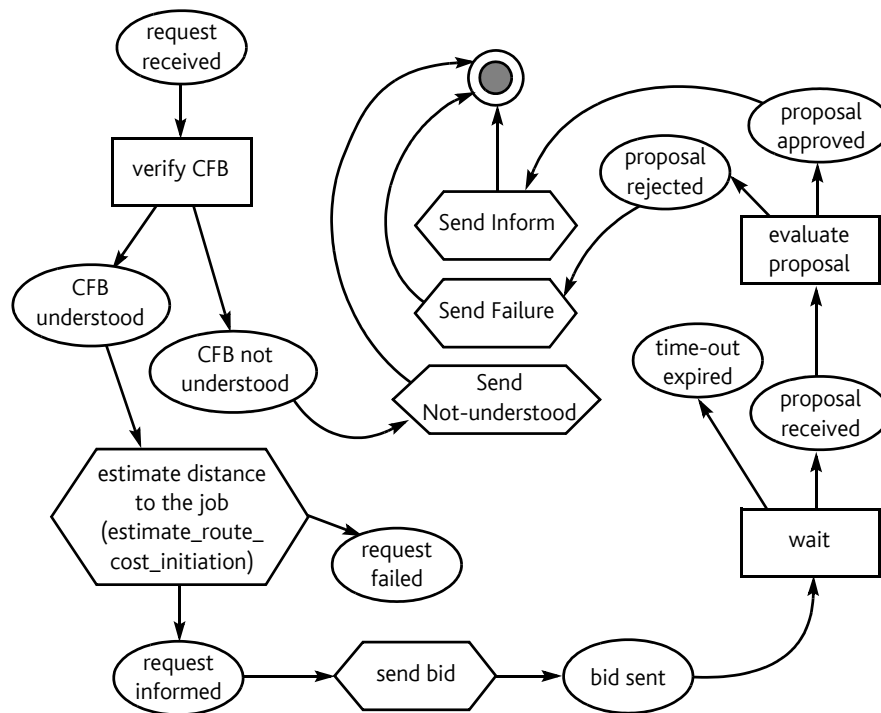 request
received
verify CFB
CFB
understood
CFB not
understood
Send Inform
Send Failure
Send
Not-understood
proposal
rejected
proposal
approved
evaluate
proposal
time-out
expired
proposal
received
wait
estimate distance
to the job
(estimate_route_
cost_initiation)
request
failed
request
informed
send bid
bid sent